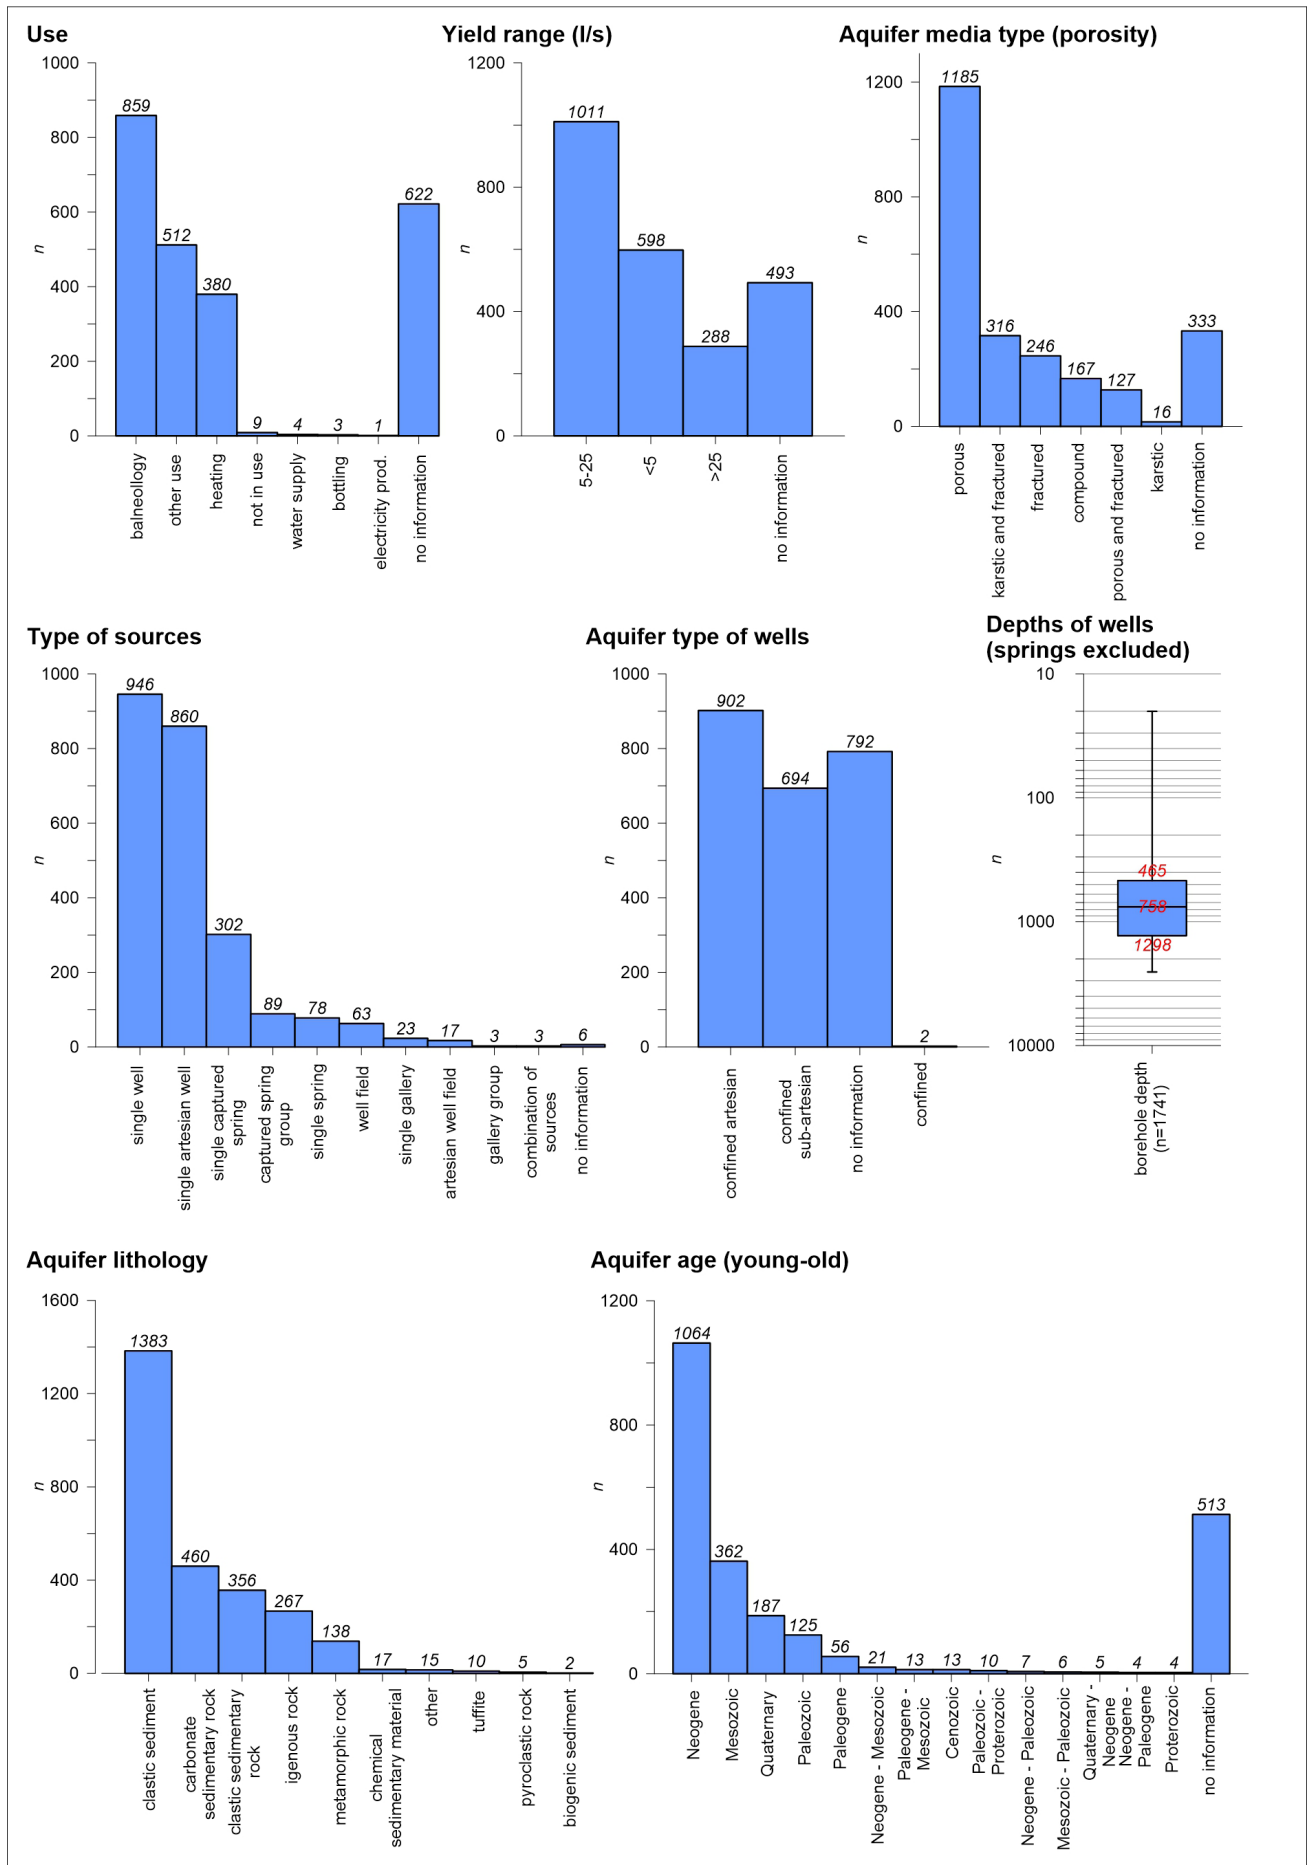 Use
1000
800
600
400
200
0
n
859
512
380
9
4
3
1
622
balneollogy
other use
heating
not in use
water supply
bottling
electricity prod.
no information
Yield range (l/s)
1200
800
400
0
n
1011
598
288
493
5-25
<5
>25
no information
Aquifer media type (porosity)
1200
800
400
0
n
1185
316
246
167
127
16
333
porous
karstic and fractured
fractured
compound
porous and fractured
karstic
no information
Type of sources
1000
800
600
400
200
0
n
946
860
302
89
78
63
23
17
3
3
6
single well
single artesian well
single captured
spring
captured spring
group
single spring
well field
single gallery
artesian well field
gallery group
combination of
sources
no information
Aquifer type of wells
1000
800
600
400
200
0
n
902
694
792
2
confined artesian
confined
sub-artesian
no information
confined
Depths of wells
(springs excluded)
10
100
1000
10000
n
465
758
1298
borehole depth
(n=1741)
Aquifer lithology
1600
1200
800
400
0
n
1383
460
356
267
138
17
15
10
5
2
clastic sediment
carbonate
sedimentary rock
clastic sedimentary
rock
igenous rock
metamorphic rock
chemical
sedimentary material
other
tuffite
pyroclastic rock
biogenic sediment
Aquifer age (young-old)
1200
800
400
0
n
1064
362
187
125
56
21
13
13
10
7
6
5
4
4
513
Neogene
Mesozoic
Quaternary
Paleozoic
Paleogene
Neogene - Mesozoic
Paleogene -
Mesozoic
Cenozoic
Paleozoic -
Proterozoic
Neogene - Paleozoic
Mesozoic - Paleozoic
Quaternary -
Neogene
Neogene -
Paleogene
Proterozoic
no information